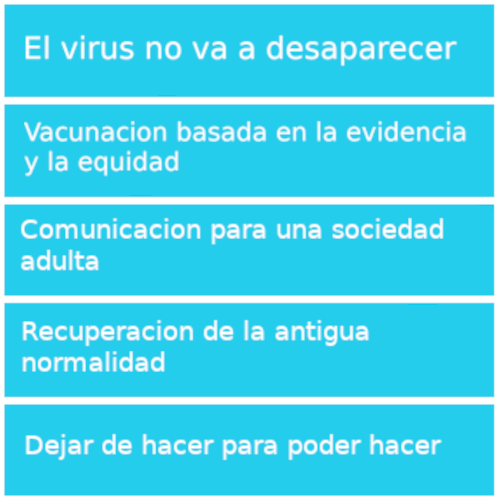 El virus no va a desaparecer
Vacunacion basada en la evidencia
y la equidad
Comunicacion para una sociedad
adulta
Recuperacion de la antigua
normalidad
Dejar de hacer para poder hacer